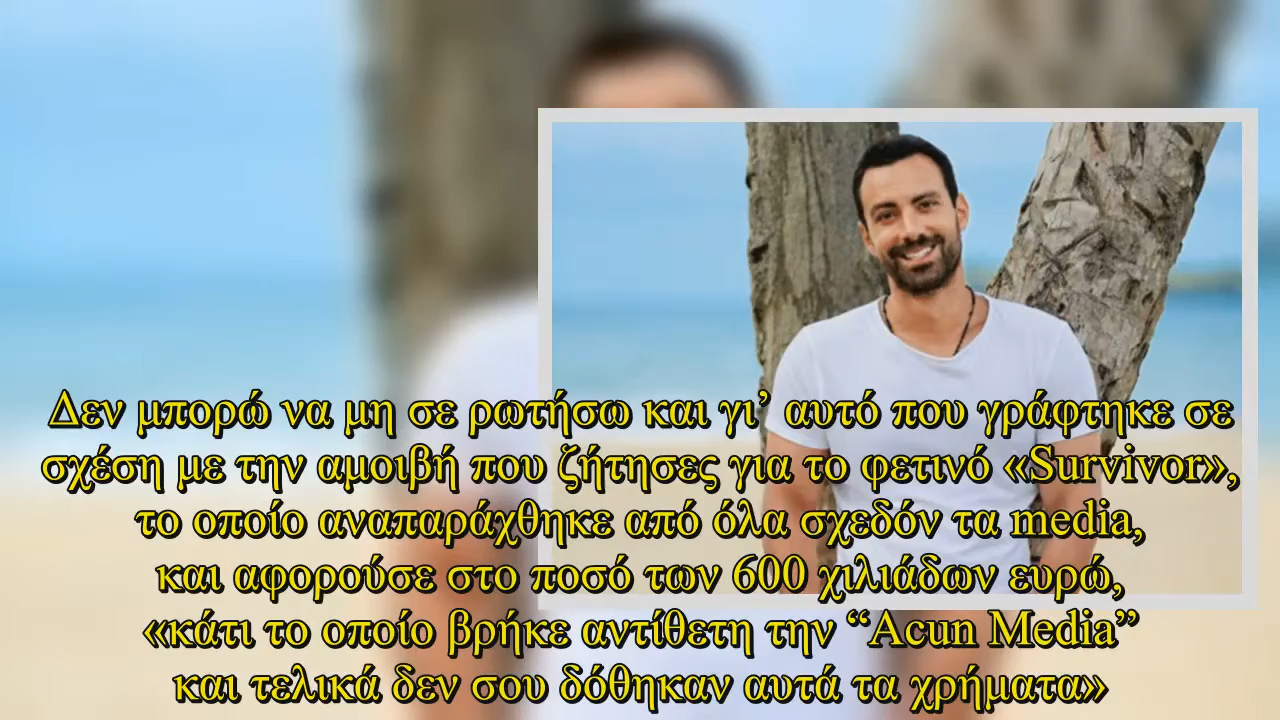 Δεν μπορώ να μη σε ρωτήσω και γι’ αυτό που γράφτηκε σε
σχέση με την αμοιβή που ζήτησες για το φετινό «Survivor»,
το οποίο αναπαράχθηκε από όλα σχεδόν τα media,
και αφορούσε στο ποσό των 600 χιλιάδων ευρώ,
«κάτι το οποίο βρήκε αντίθετη την “Acun Media”
και τελικά δεν σου δόθηκαν αυτά τα χρήματα»